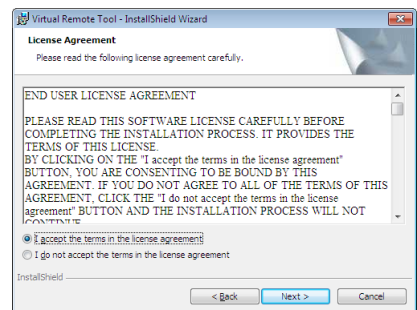 Virtual Remote Tool - InstallShield Wizard
License Agreement
Please read the following license agreement carefully.
END USER LICENSE AGREEMENT
PLEASE READ THIS SOFTWARE LICENSE CAREFULLY BEFORE
COMPLETING THE INSTALLATION PROCESS. IT PROVIDES THE
TERMS OF THIS LICENSE.
BY CLICKING ON THE "I accept the terms in the license agreement"
BUTTON, YOU ARE CONSENTING TO BE BOUND BY THIS
AGREEMENT. IF YOU DO NOT AGREE TO ALL OF THE TERMS OF THIS
AGREEMENT, CLICK THE "I do not accept the terms in the license
agreement" BUTTON AND THE INSTALLATION PROCESS WILL NOT
CONTINUE
I accept the terms in the license agreement
I do not accept the terms in the license agreement
InstallShield
< Back Next > Cancel